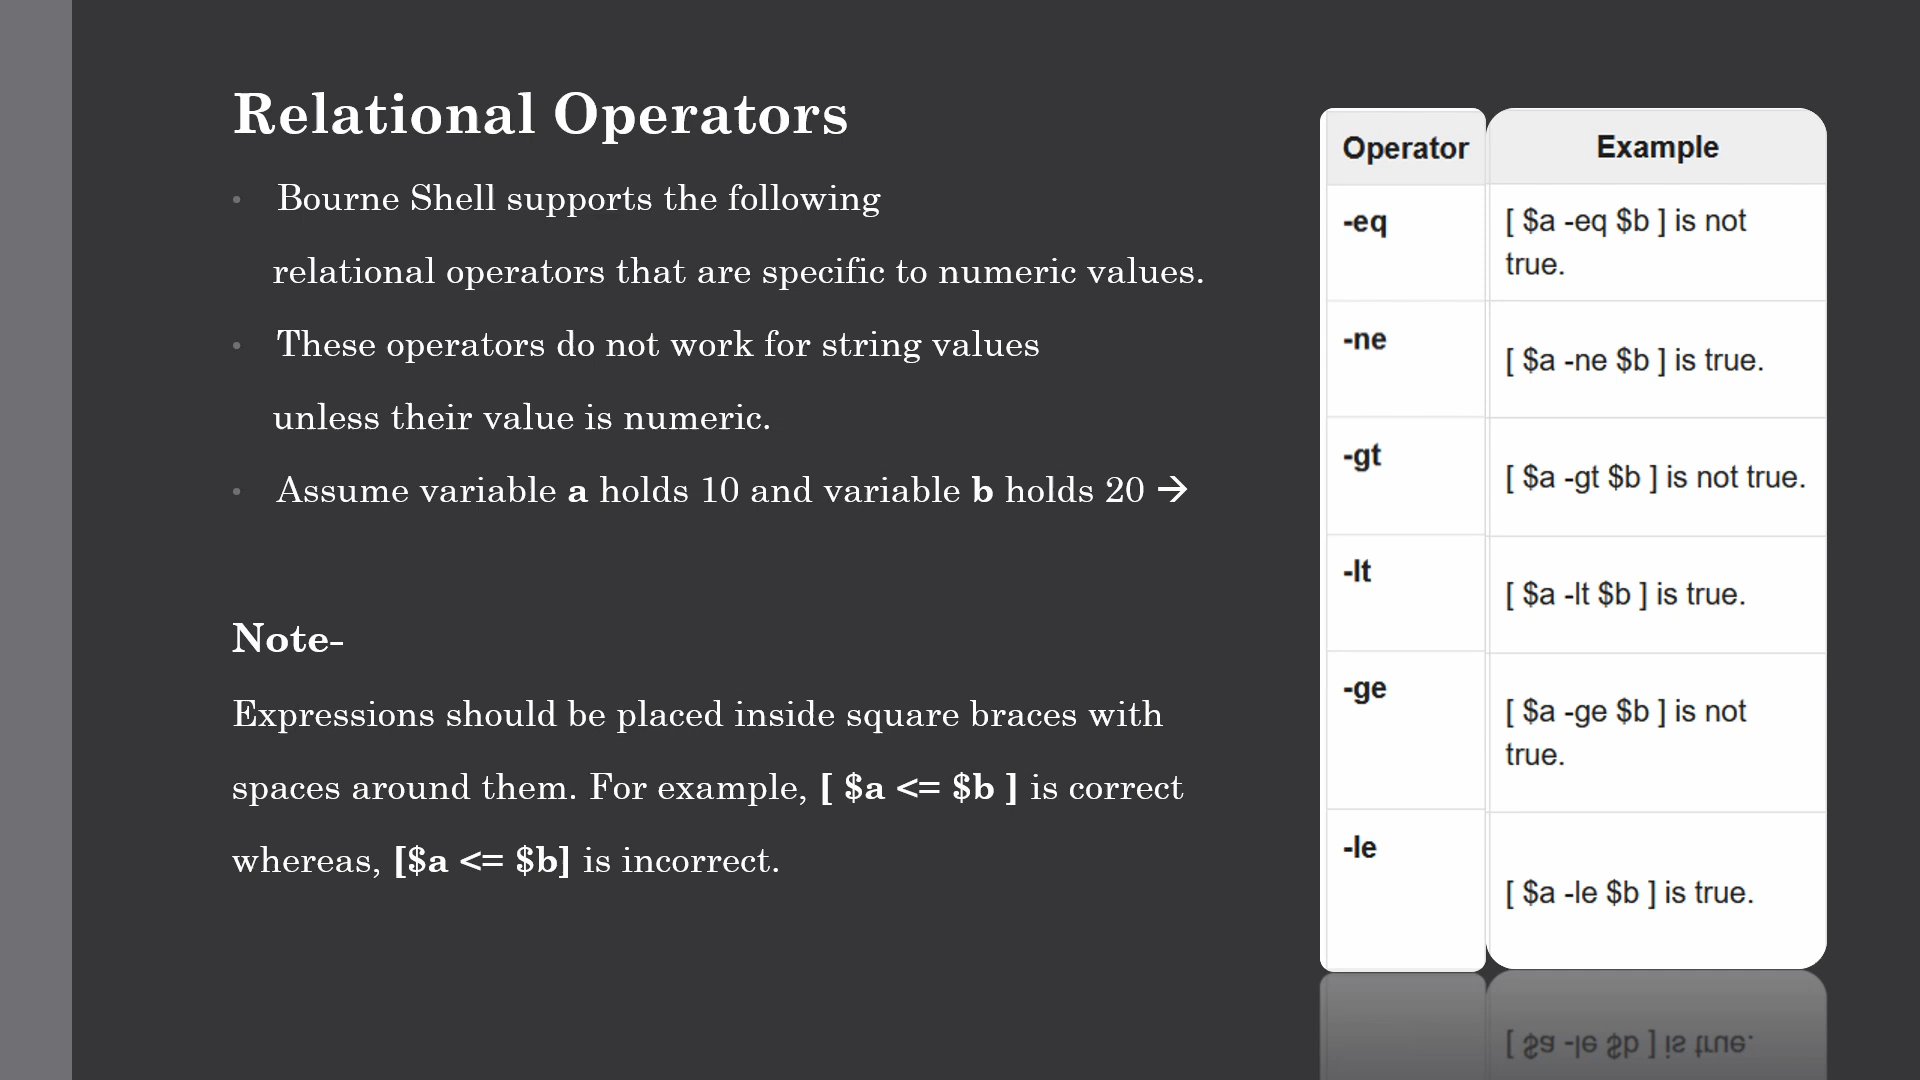 Relational Operators
• Bourne Shell supports the following
relational operators that are specific to numeric values.
• These operators do not work for string values
unless their value is numeric.
• Assume variable a holds 10 and variable b holds 20 →
Note-
Expressions should be placed inside square braces with
spaces around them. For example, [ $a <= $b ] is correct
whereas, [$a <= $b] is incorrect.
Operator Example
-eq [ $a -eq $b ] is not
true.
-ne [ $a -ne $b ] is true.
-gt [ $a -gt $b ] is not true.
-lt [ $a -lt $b ] is true.
-ge [ $a -ge $b ] is not
true.
-le [ $a -le $b ] is true.